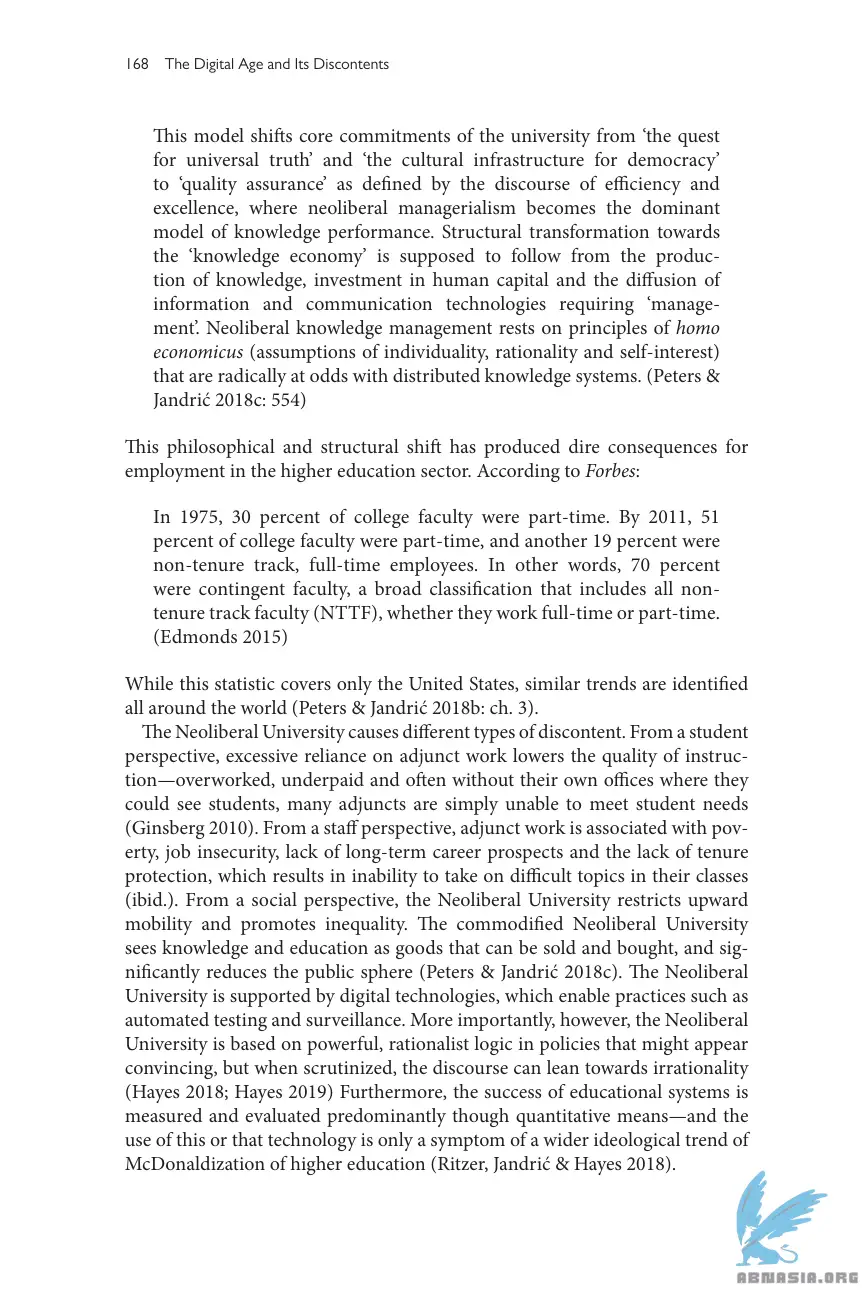 168 The Digital Age and Its Discontents
This model shifts core commitments of the university from ‘the quest
for universal truth’ and ‘the cultural infrastructure for democracy’
to ‘quality assurance’ as defined by the discourse of efficiency and
excellence, where neoliberal managerialism becomes the dominant
model of knowledge performance. Structural transformation towards
the ‘knowledge economy’ is supposed to follow from the produc-
tion of knowledge, investment in human capital and the diffusion of
information and communication technologies requiring ‘manage-
ment’. Neoliberal knowledge management rests on principles of homo
economicus (assumptions of individuality, rationality and self-interest)
that are radically at odds with distributed knowledge systems. (Peters &
Jandrić 2018c: 554)
This philosophical and structural shift has produced dire consequences for
employment in the higher education sector. According to Forbes:
In 1975, 30 percent of college faculty were part-time. By 2011, 51
percent of college faculty were part-time, and another 19 percent were
non-tenure track, full-time employees. In other words, 70 percent
were contingent faculty, a broad classification that includes all non-
tenure track faculty (NTTF), whether they work full-time or part-time.
(Edmonds 2015)
While this statistic covers only the United States, similar trends are identified
all around the world (Peters & Jandrić 2018b: ch. 3).
The Neoliberal University causes different types of discontent. From a student
perspective, excessive reliance on adjunct work lowers the quality of instruc-
tion—overworked, underpaid and often without their own offices where they
could see students, many adjuncts are simply unable to meet student needs
(Ginsberg 2010). From a staff perspective, adjunct work is associated with pov-
erty, job insecurity, lack of long-term career prospects and the lack of tenure
protection, which results in inability to take on difficult topics in their classes
(ibid.). From a social perspective, the Neoliberal University restricts upward
mobility and promotes inequality. The commodified Neoliberal University
sees knowledge and education as goods that can be sold and bought, and sig-
nificantly reduces the public sphere (Peters & Jandrić 2018c). The Neoliberal
University is supported by digital technologies, which enable practices such as
automated testing and surveillance. More importantly, however, the Neoliberal
University is based on powerful, rationalist logic in policies that might appear
convincing, but when scrutinized, the discourse can lean towards irrationality
(Hayes 2018; Hayes 2019) Furthermore, the success of educational systems is
measured and evaluated predominantly though quantitative means—and the
use of this or that technology is only a symptom of a wider ideological trend of
McDonaldization of higher education (Ritzer, Jandrić & Hayes 2018).
ABNASIA.ORG